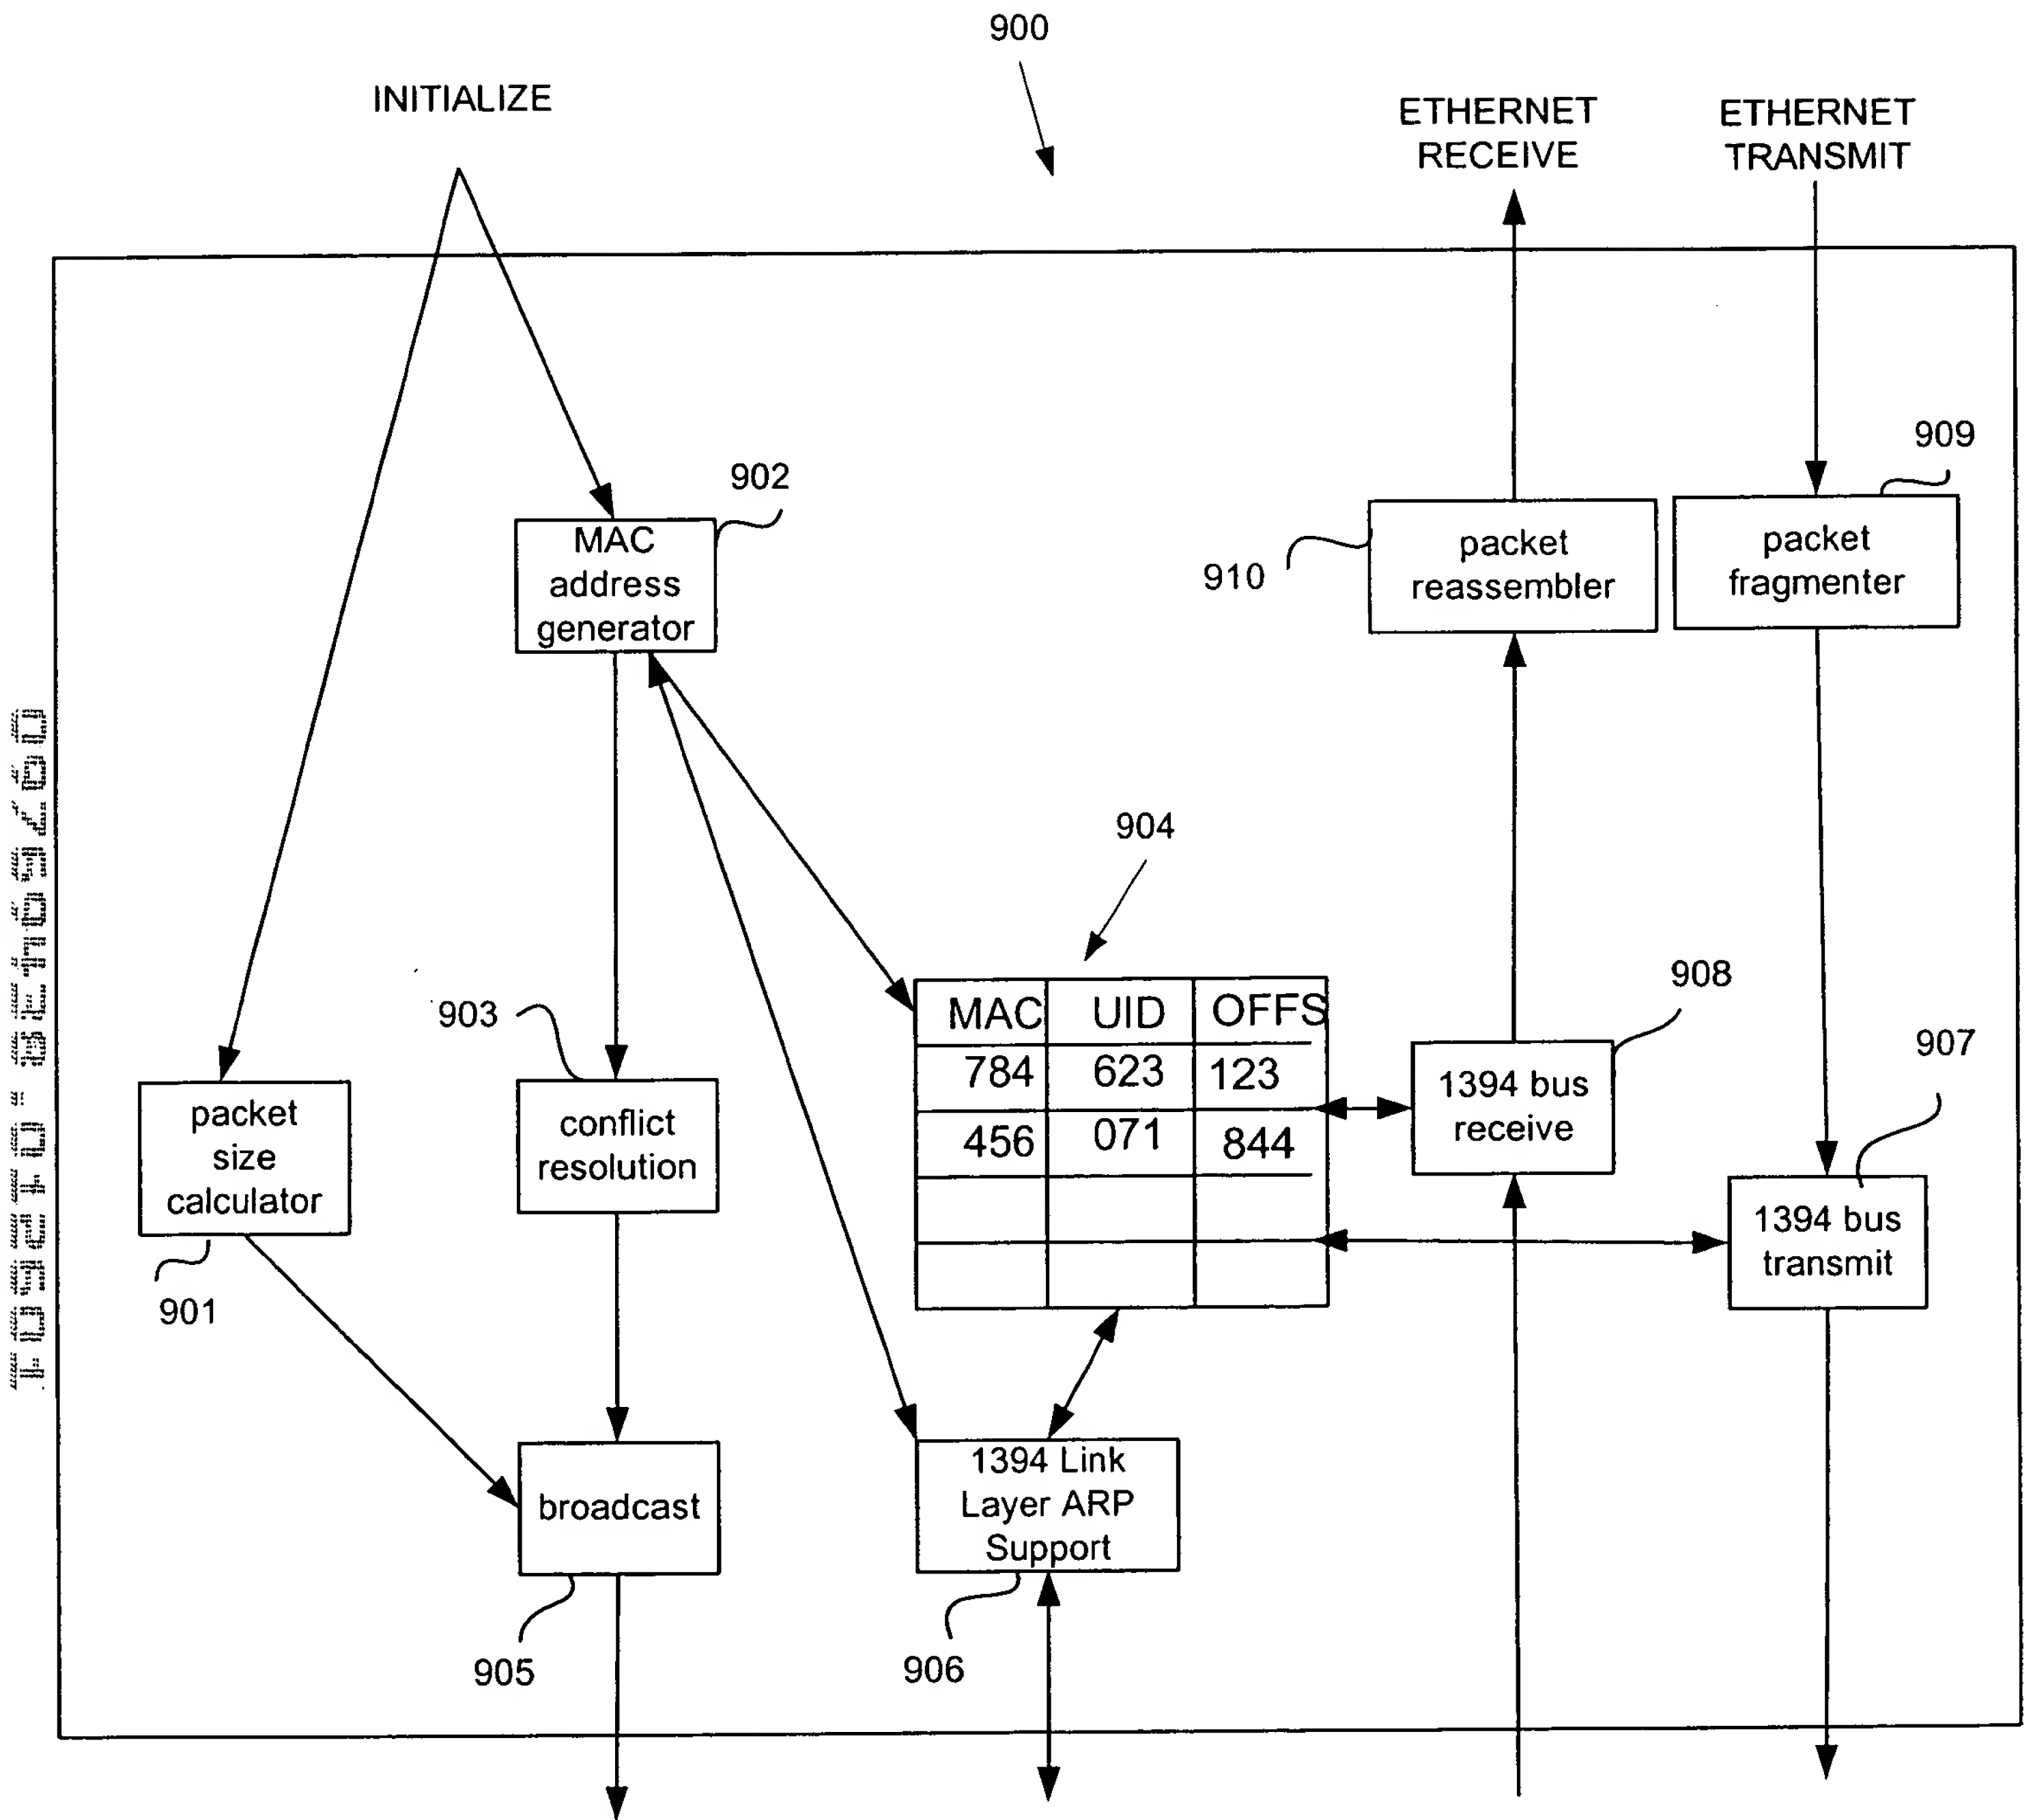 900
INITIALIZE
ETHERNET
RECEIVE
ETHERNET
TRANSMIT
902
MAC
address
generator
910
packet
reassembler
909
packet
fragmenter
904
MAC UID OFFS
784 623 123
456 071 844
908
1394 bus
receive
907
1394 bus
transmit
903
conflict
resolution
packet
size
calculator
901
broadcast
905
1394 Link
Layer ARP
Support
906